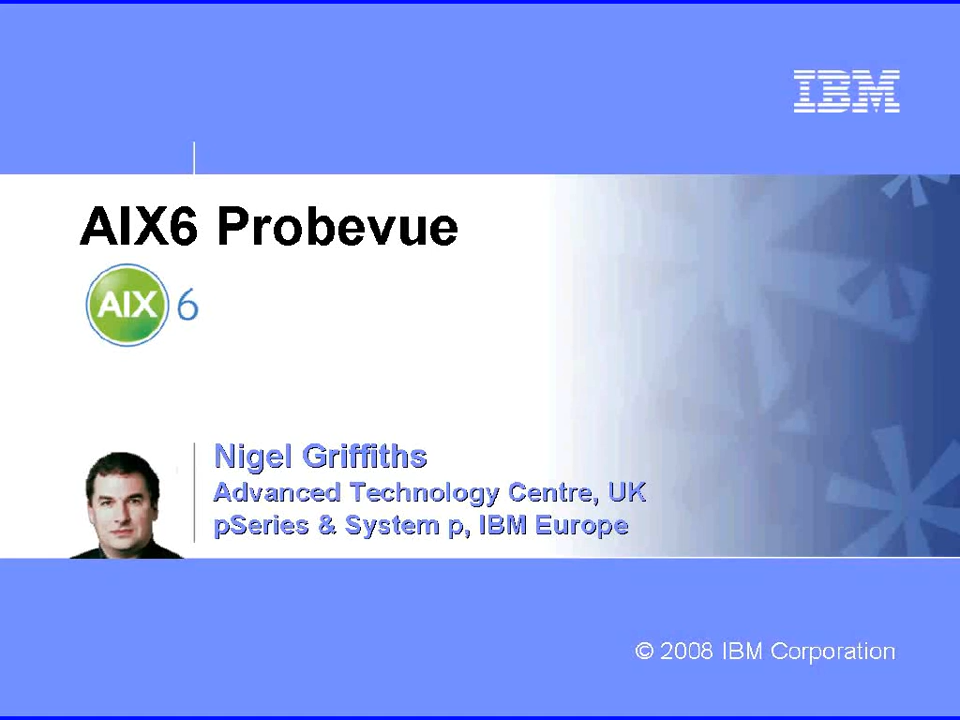 IBM
AIX6 Probevue
AIX 6
Nigel Griffiths
Advanced Technology Centre, UK
pSeries & System p, IBM Europe
© 2008 IBM Corporation